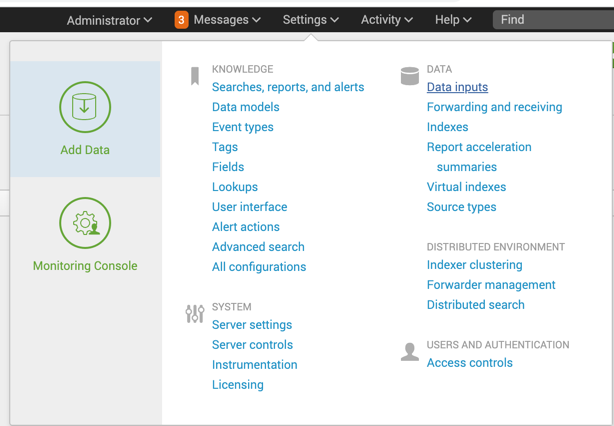 Administrator 3 Messages Settings Activity Help Find
Add Data
Monitoring Console
KNOWLEDGE
Searches, reports, and alerts
Data models
Event types
Tags
Fields
Lookups
User interface
Alert actions
Advanced search
All configurations
SYSTEM
Server settings
Server controls
Instrumentation
Licensing
DATA
Data inputs
Forwarding and receiving
Indexes
Report acceleration
summaries
Virtual indexes
Source types
DISTRIBUTED ENVIRONMENT
Indexer clustering
Forwarder management
Distributed search
USERS AND AUTHENTICATION
Access controls